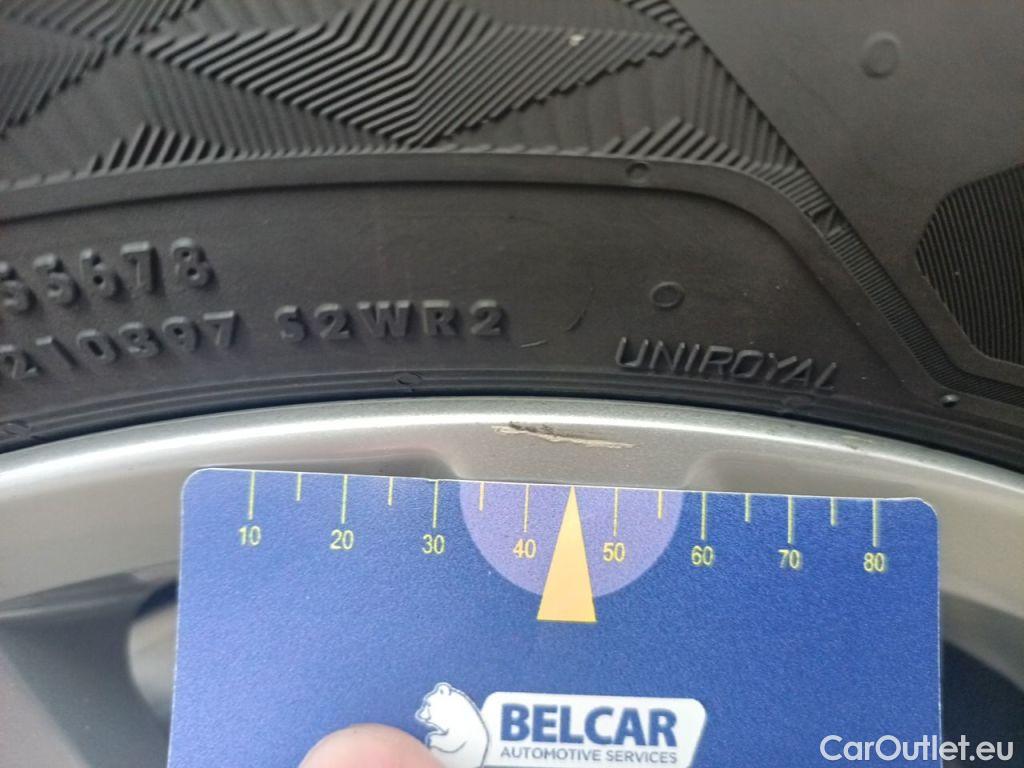 55678
210397 S2WR2
UNIROYAL
10 20 30 40 50 60 70 80
BELCAR
AUTOMOTIVE SERVICES
CarOutlet.eu